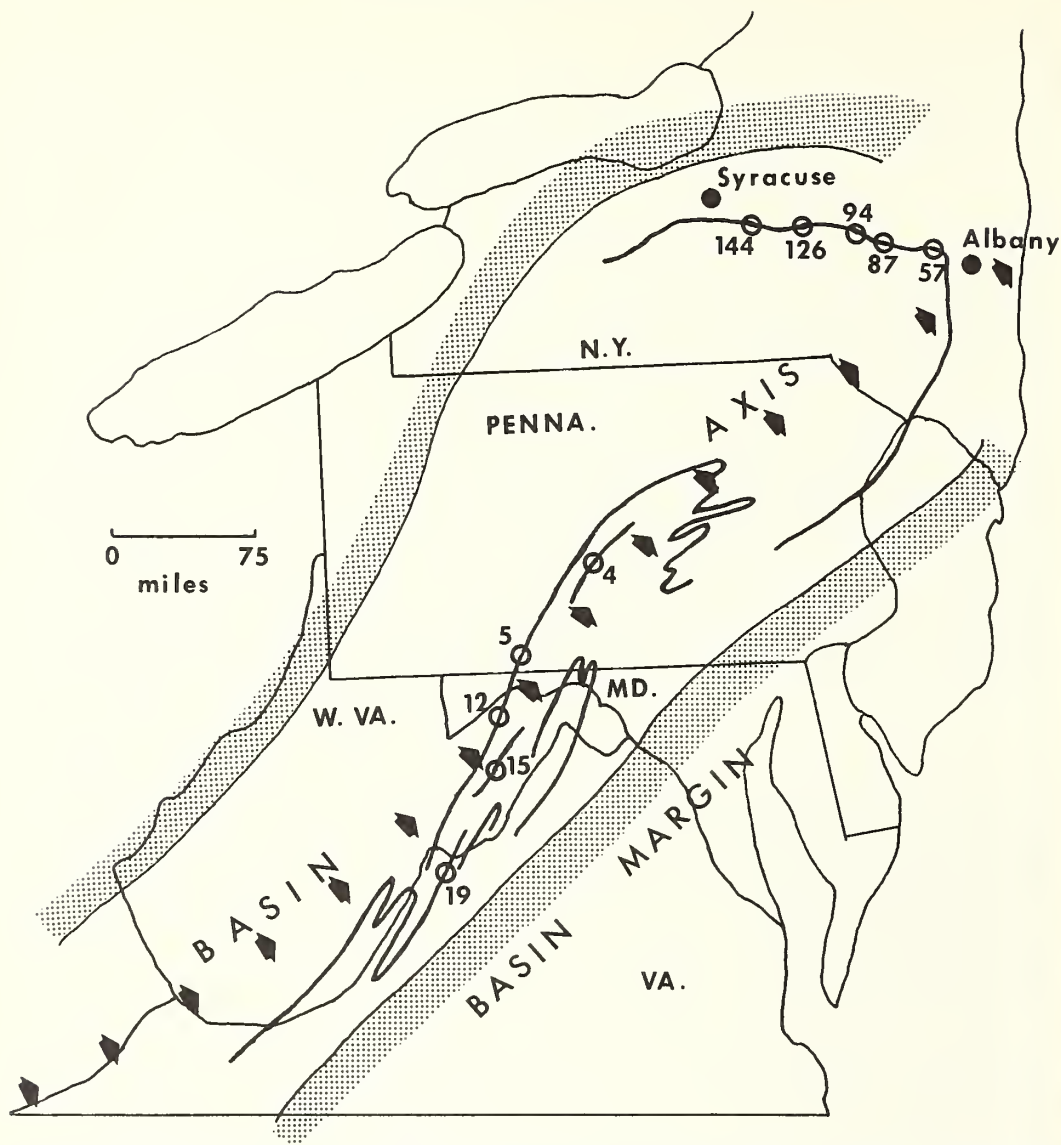 Syracuse
94
144
126
87
57
Albany
N.Y.
AXIS
PENNA.
0 75
miles
4
5
MD.
12
W. VA.
15
19
BASIN
BASIN MARGIN
VA.